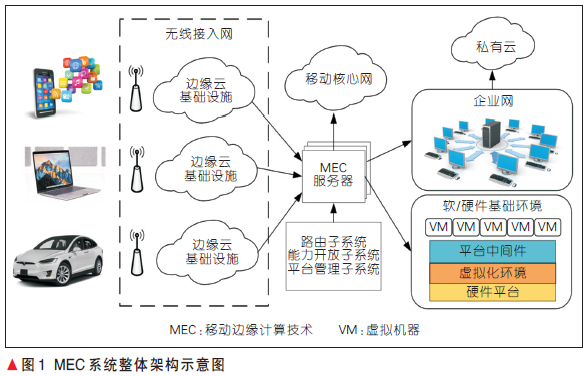 无线接入网
边缘云
基础设施
边缘云
基础设施
边缘云
基础设施
移动核心网
MEC
服务器
路由子系统
能力开放子系统
平台管理子系统
私有云
企业网
软/硬件基础环境
VM VM VM VM VM
平台中间件
虚拟化环境
硬件平台
MEC:移动边缘计算技术 VM:虚拟机器
▲图1 MEC系统整体架构示意图